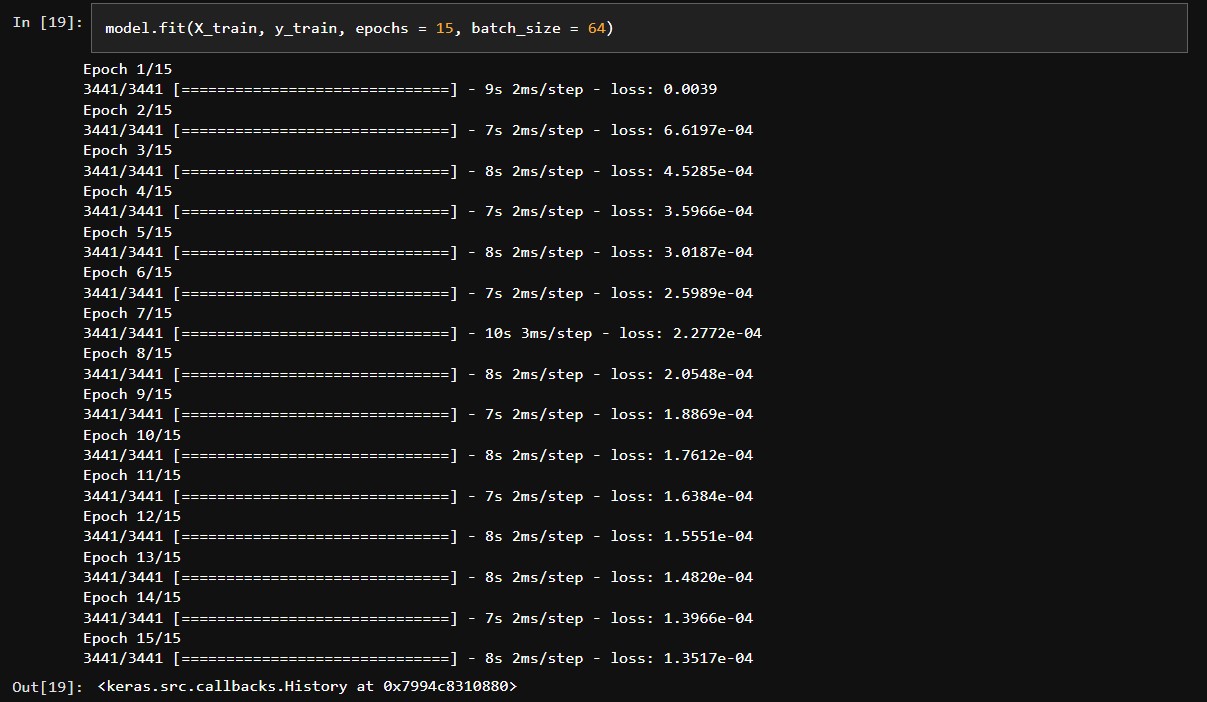 In [19]: model.fit(X_train, y_train, epochs = 15, batch_size = 64)
Epoch 1/15
3441/3441 [==============================] - 9s 2ms/step - loss: 0.0039
Epoch 2/15
3441/3441 [==============================] - 7s 2ms/step - loss: 6.6197e-04
Epoch 3/15
3441/3441 [==============================] - 8s 2ms/step - loss: 4.5285e-04
Epoch 4/15
3441/3441 [==============================] - 7s 2ms/step - loss: 3.5966e-04
Epoch 5/15
3441/3441 [==============================] - 8s 2ms/step - loss: 3.0187e-04
Epoch 6/15
3441/3441 [==============================] - 7s 2ms/step - loss: 2.5989e-04
Epoch 7/15
3441/3441 [==============================] - 10s 3ms/step - loss: 2.2772e-04
Epoch 8/15
3441/3441 [==============================] - 8s 2ms/step - loss: 2.0548e-04
Epoch 9/15
3441/3441 [==============================] - 7s 2ms/step - loss: 1.8869e-04
Epoch 10/15
3441/3441 [==============================] - 8s 2ms/step - loss: 1.7612e-04
Epoch 11/15
3441/3441 [==============================] - 7s 2ms/step - loss: 1.6384e-04
Epoch 12/15
3441/3441 [==============================] - 8s 2ms/step - loss: 1.5551e-04
Epoch 13/15
3441/3441 [==============================] - 8s 2ms/step - loss: 1.4820e-04
Epoch 14/15
3441/3441 [==============================] - 7s 2ms/step - loss: 1.3966e-04
Epoch 15/15
3441/3441 [==============================] - 8s 2ms/step - loss: 1.3517e-04
Out[19]: <keras.src.callbacks.History at 0x7994c8310880>